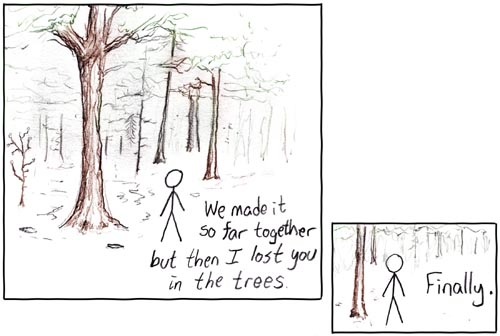 We made it
so far together
but then I lost you
in the trees.
Finally.